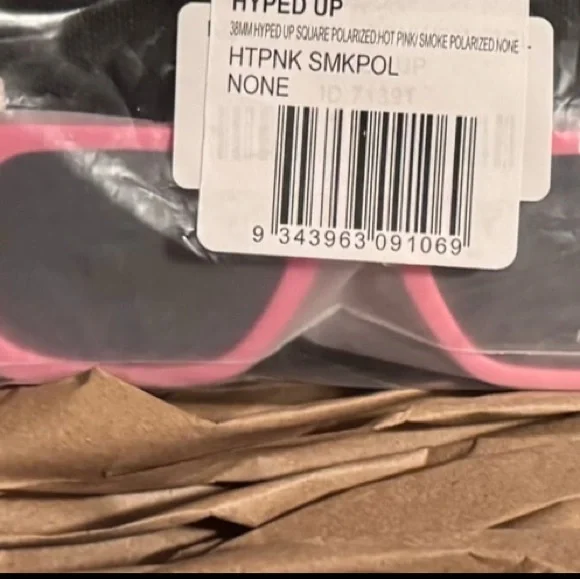 HYPED UP
38MM HYPED UP SQUARE POLARIZED,HOT PINK/ SMOKE POLARIZED,NONE -
HTPNK SMKPOL
NONE
9 343963 091069